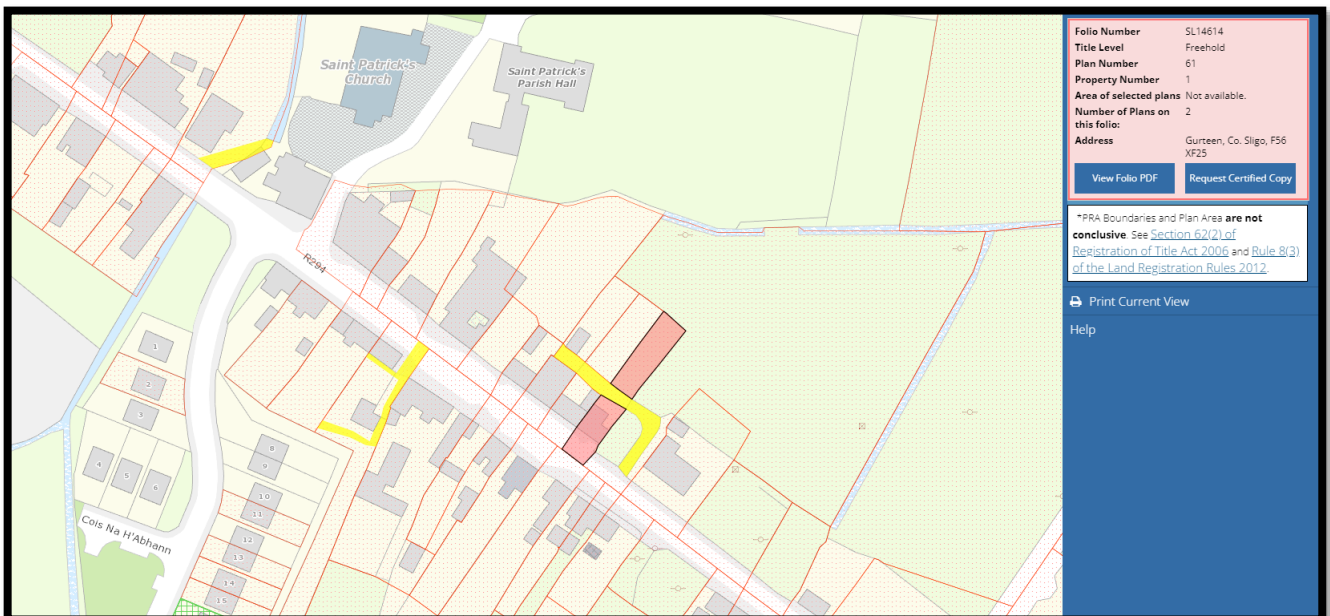 Saint Patrick's
Church
Saint Patrick's
Parish Hall
R294
1
2
3
4
5
6
8
9
10
11
12
13
14
15
Cois Na H'Abhann
Folio Number SL14614
Title Level Freehold
Plan Number 61
Property Number 1
Area of selected plans Not available.
Number of Plans on 2
this folio:
Address Gurteen, Co. Sligo, F56
XF25
View Folio PDF Request Certified Copy
*PRA Boundaries and Plan Area are not
conclusive. See Section 62(2) of
Registration of Title Act 2006 and Rule 8(3)
of the Land Registration Rules 2012.
Print Current View
Help